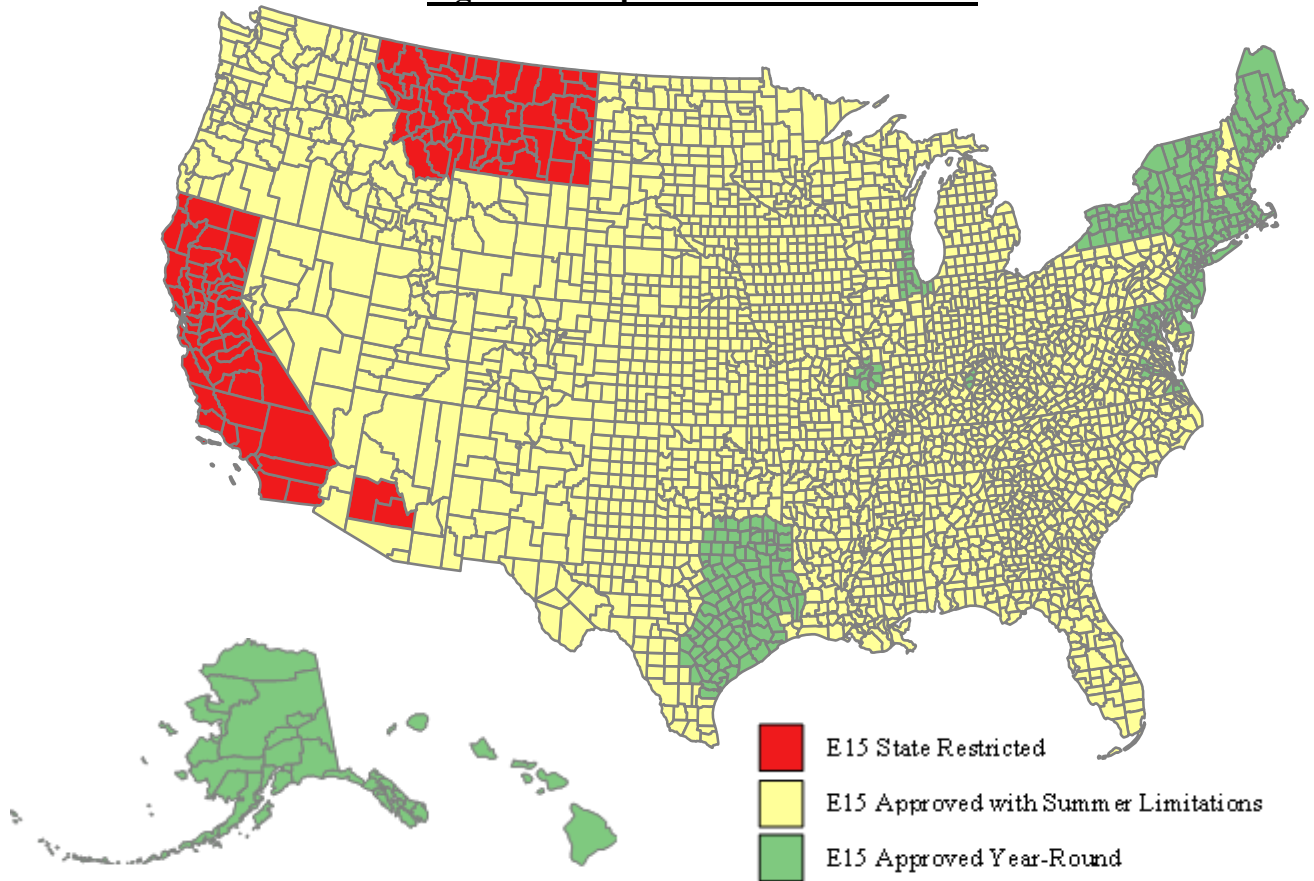 E15 State Restricted
E15 Approved with Summer Limitations
E15 Approved Year-Round